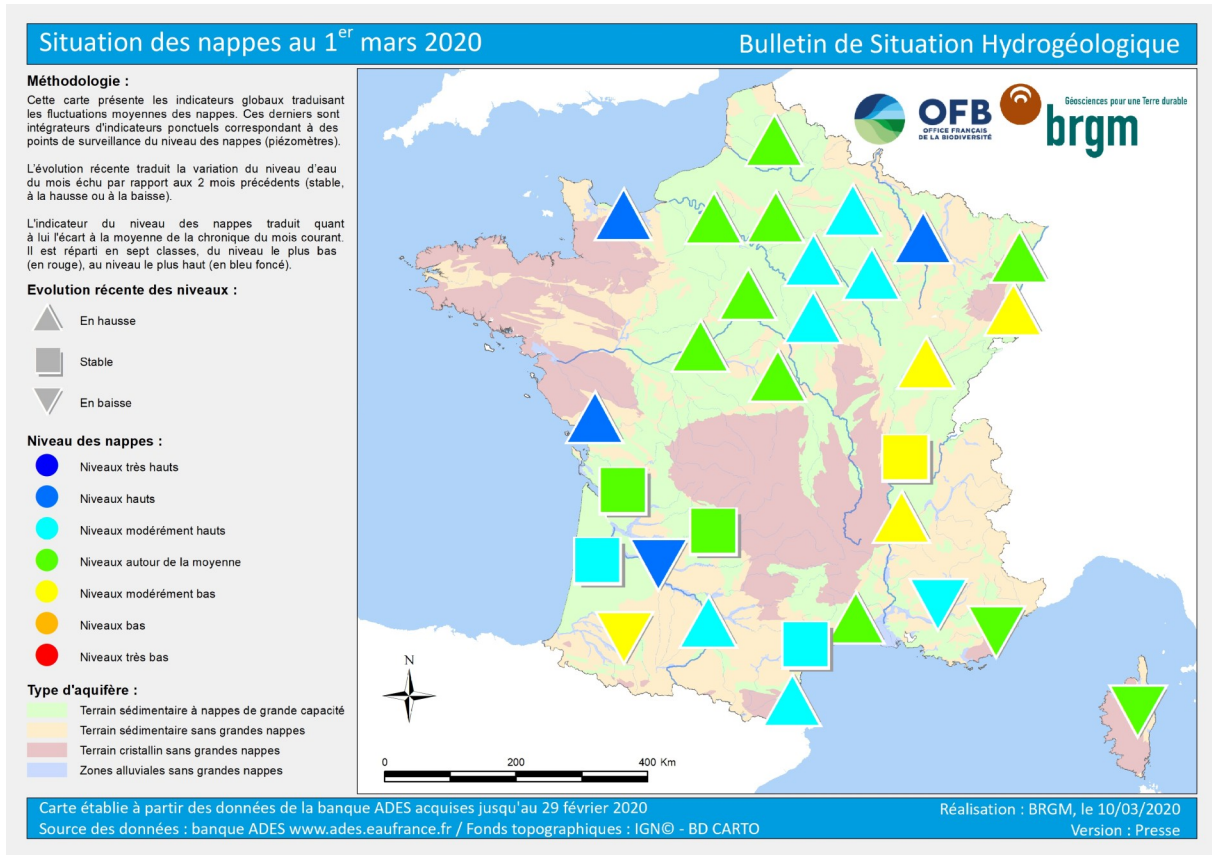 Situation des nappes au 1er mars 2020
Bulletin de Situation Hydrogéologique
Méthodologie :
Cette carte présente les indicateurs globaux traduisant
les fluctuations moyennes des nappes. Ces derniers sont
intégrateurs d'indicateurs ponctuels correspondant à des
points de surveillance du niveau des nappes (piézomètres).
L'évolution récente traduit la variation du niveau d'eau
du mois échu par rapport aux 2 mois précédents (stable,
à la hausse ou à la baisse).
L'indicateur du niveau des nappes traduit quant
à lui l'écart à la moyenne de la chronique du mois courant.
Il est réparti en sept classes, du niveau le plus bas
(en rouge), au niveau le plus haut (en bleu foncé).
Evolution récente des niveaux :
En hausse
Stable
En baisse
Niveau des nappes :
Niveaux très hauts
Niveaux hauts
Niveaux modérément hauts
Niveaux autour de la moyenne
Niveaux modérément bas
Niveaux bas
Niveaux très bas
Type d'aquifère :
Terrain sédimentaire à nappes de grande capacité
Terrain sédimentaire sans grandes nappes
Terrain cristallin sans grandes nappes
Zones alluviales sans grandes nappes
OFB
OFFICE FRANÇAIS
DE LA BIODIVERSITÉ
Géosciences pour une Terre durable
brgm
N
0 200 400 Km
Carte établie à partir des données de la banque ADES acquises jusqu'au 29 février 2020
Source des données : banque ADES www.ades.eaufrance.fr / Fonds topographiques : IGN© - BD CARTO
Réalisation : BRGM, le 10/03/2020
Version : Presse